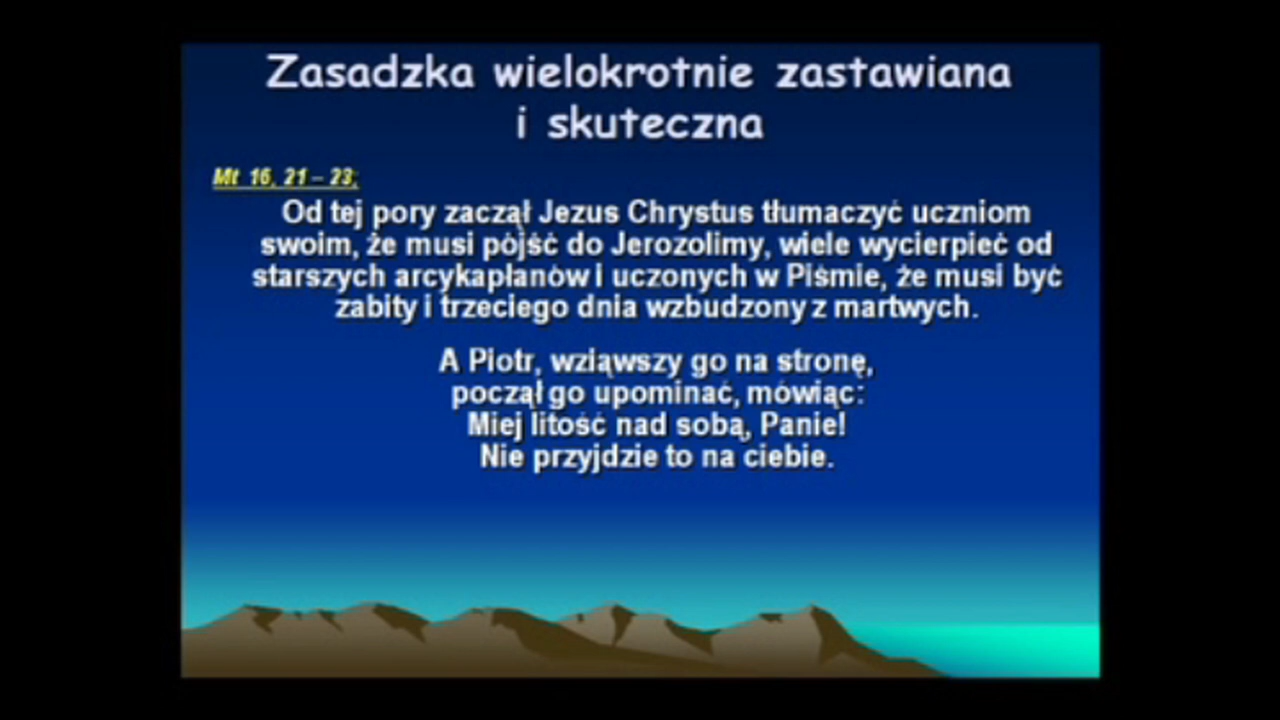 Zasadzka wielokrotnie zastawiana
i skuteczna
Mt 16, 21 – 23;
Od tej pory zaczął Jezus Chrystus tłumaczyć uczniom
swoim, że musi pójść do Jerozolimy, wiele wycierpieć od
starszych arcykapłanów i uczonych w Piśmie, że musi być
zabity i trzeciego dnia wzbudzony z martwych.
A Piotr, wziąwszy go na stronę,
począł go upominać, mówiąc:
Miej litość nad sobą, Panie!
Nie przyjdzie to na ciebie.